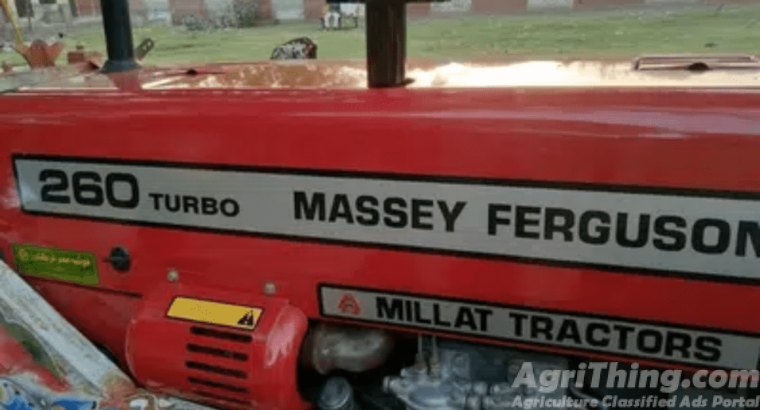 260 TURBO MASSEY FERGUSON
MILLAT TRACTORS
AgriThing.com
Agriculture Classified Ads Portal